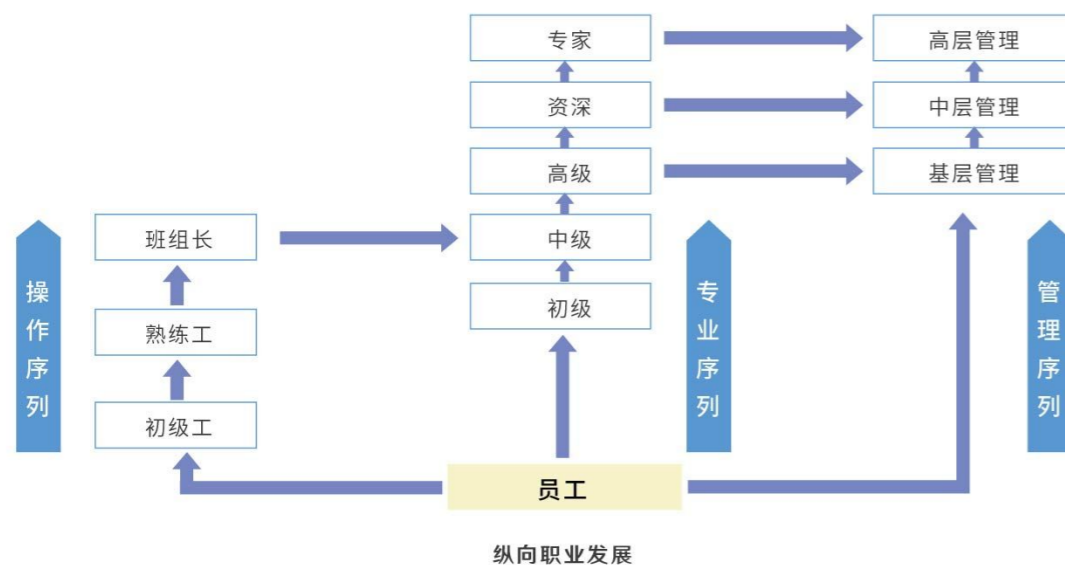 专家
高层管理
资深
中层管理
高级
基层管理
班组长
中级
初级
熟练工
初级工
操作序列
专业序列
管理序列
员工
纵向职业发展